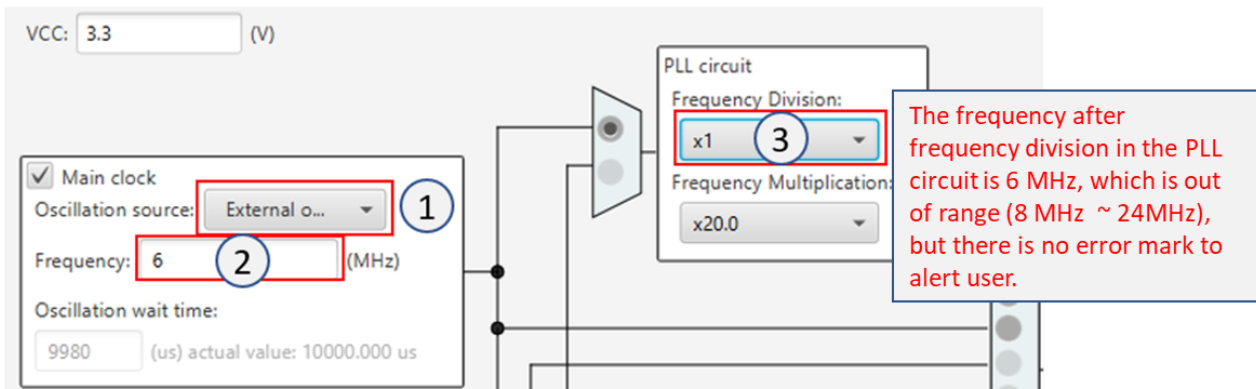 VCC: 3.3 (V)
PLL circuit
Frequency Division:
x1 3
Frequency Multiplication:
x20.0
The frequency after
frequency division in the PLL
circuit is 6 MHz, which is out
of range (8 MHz ~ 24MHz),
but there is no error mark to
alert user.
Main clock
Oscillation source: External o... 1
Frequency: 6 2 (MHz)
Oscillation wait time:
9980 (us) actual value: 10000.000 us